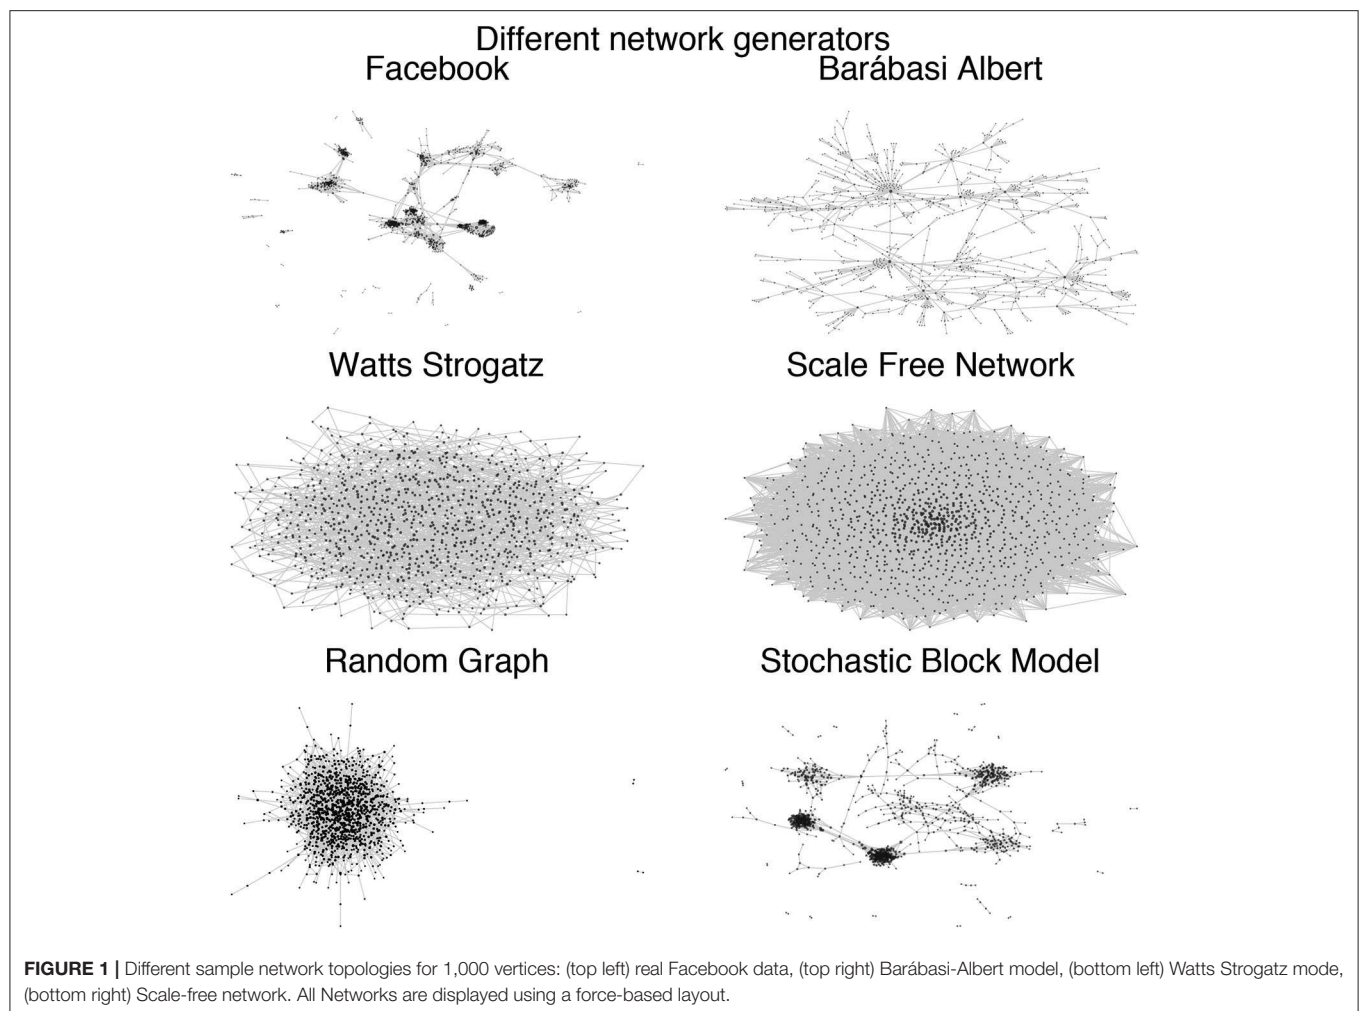 Different network generators
Facebook
Barábasi Albert
Watts Strogatz
Scale Free Network
Random Graph
Stochastic Block Model
FIGURE 1 | Different sample network topologies for 1,000 vertices: (top left) real Facebook data, (top right) Barábasi-Albert model, (bottom left) Watts Strogatz mode,
(bottom right) Scale-free network. All Networks are displayed using a force-based layout.